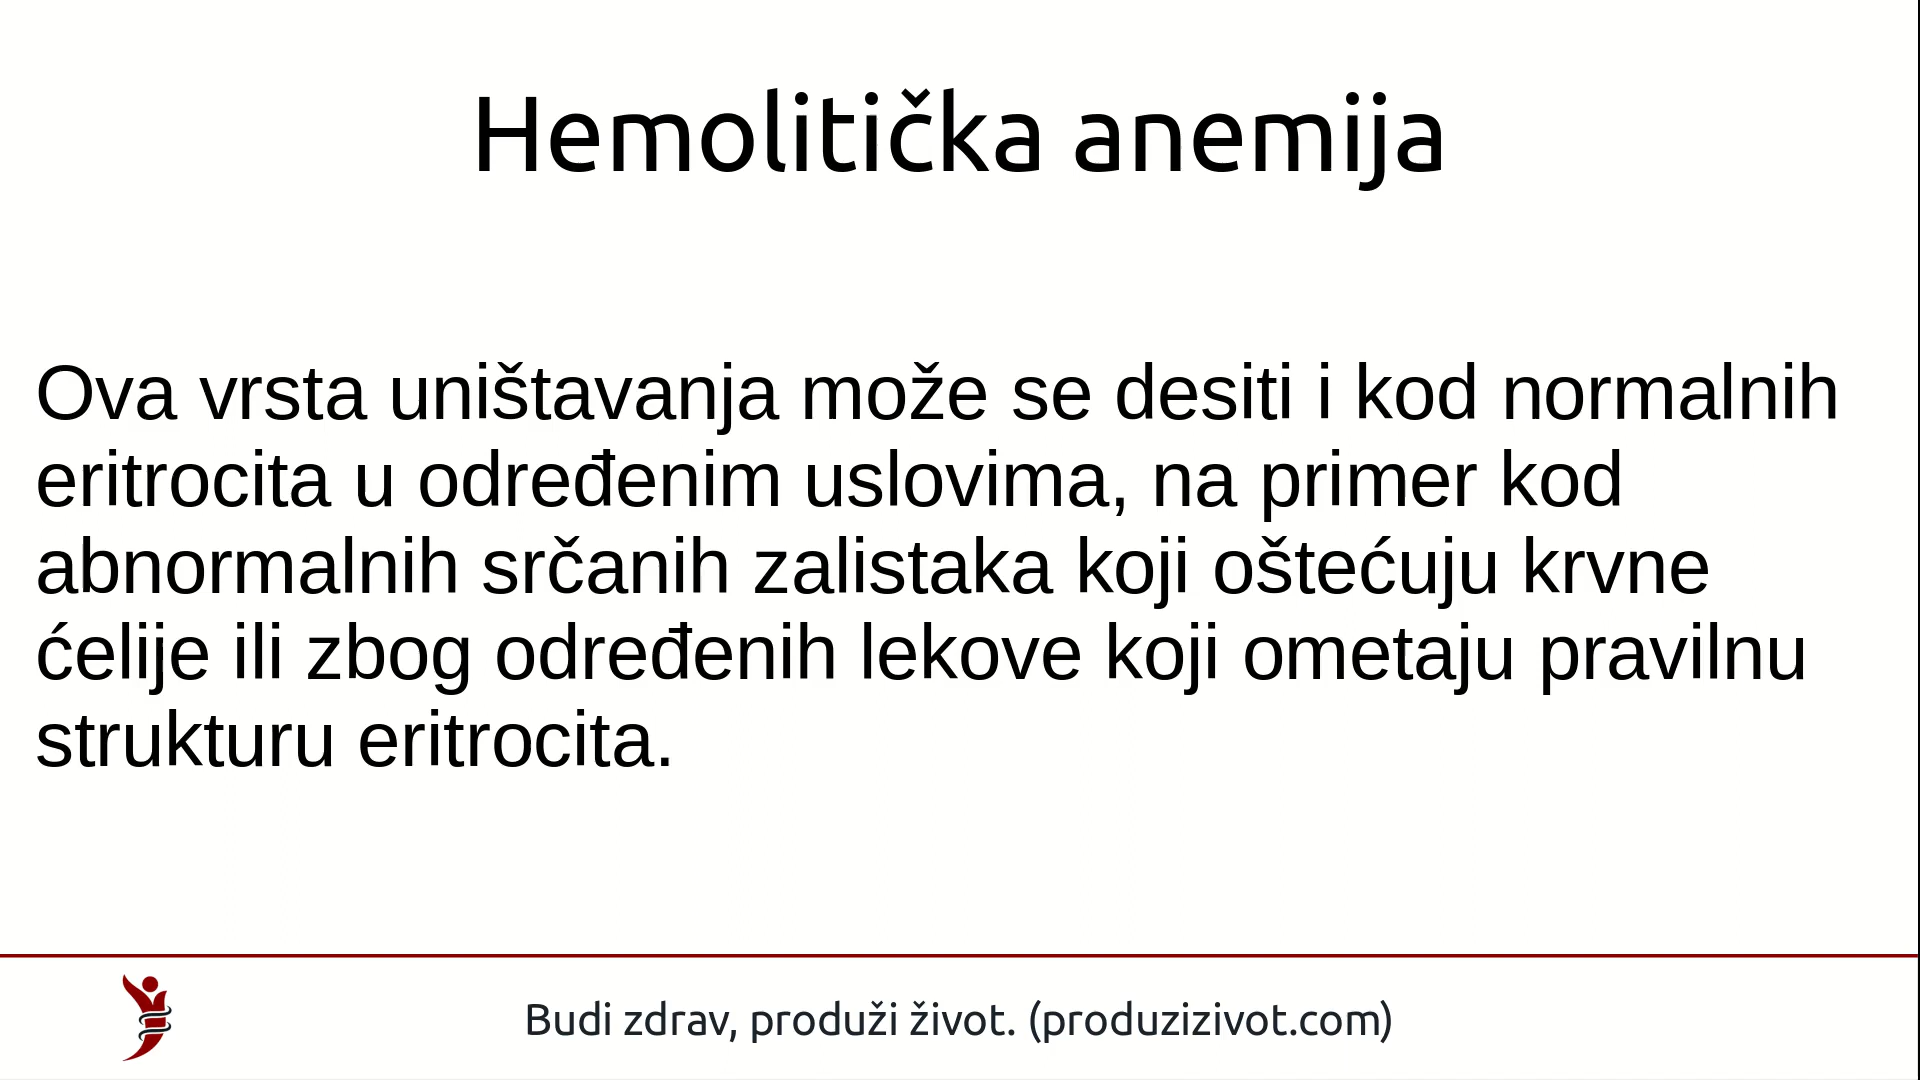 Hemolitička anemija
Ova vrsta uništavanja može se desiti i kod normalnih
eritrocita u određenim uslovima, na primer kod
abnormalnih srčanih zalistaka koji oštećuju krvne
ćelije ili zbog određenih lekove koji ometaju pravilnu
strukturu eritrocita.
Budi zdrav, produži život. (produzizivot.com)